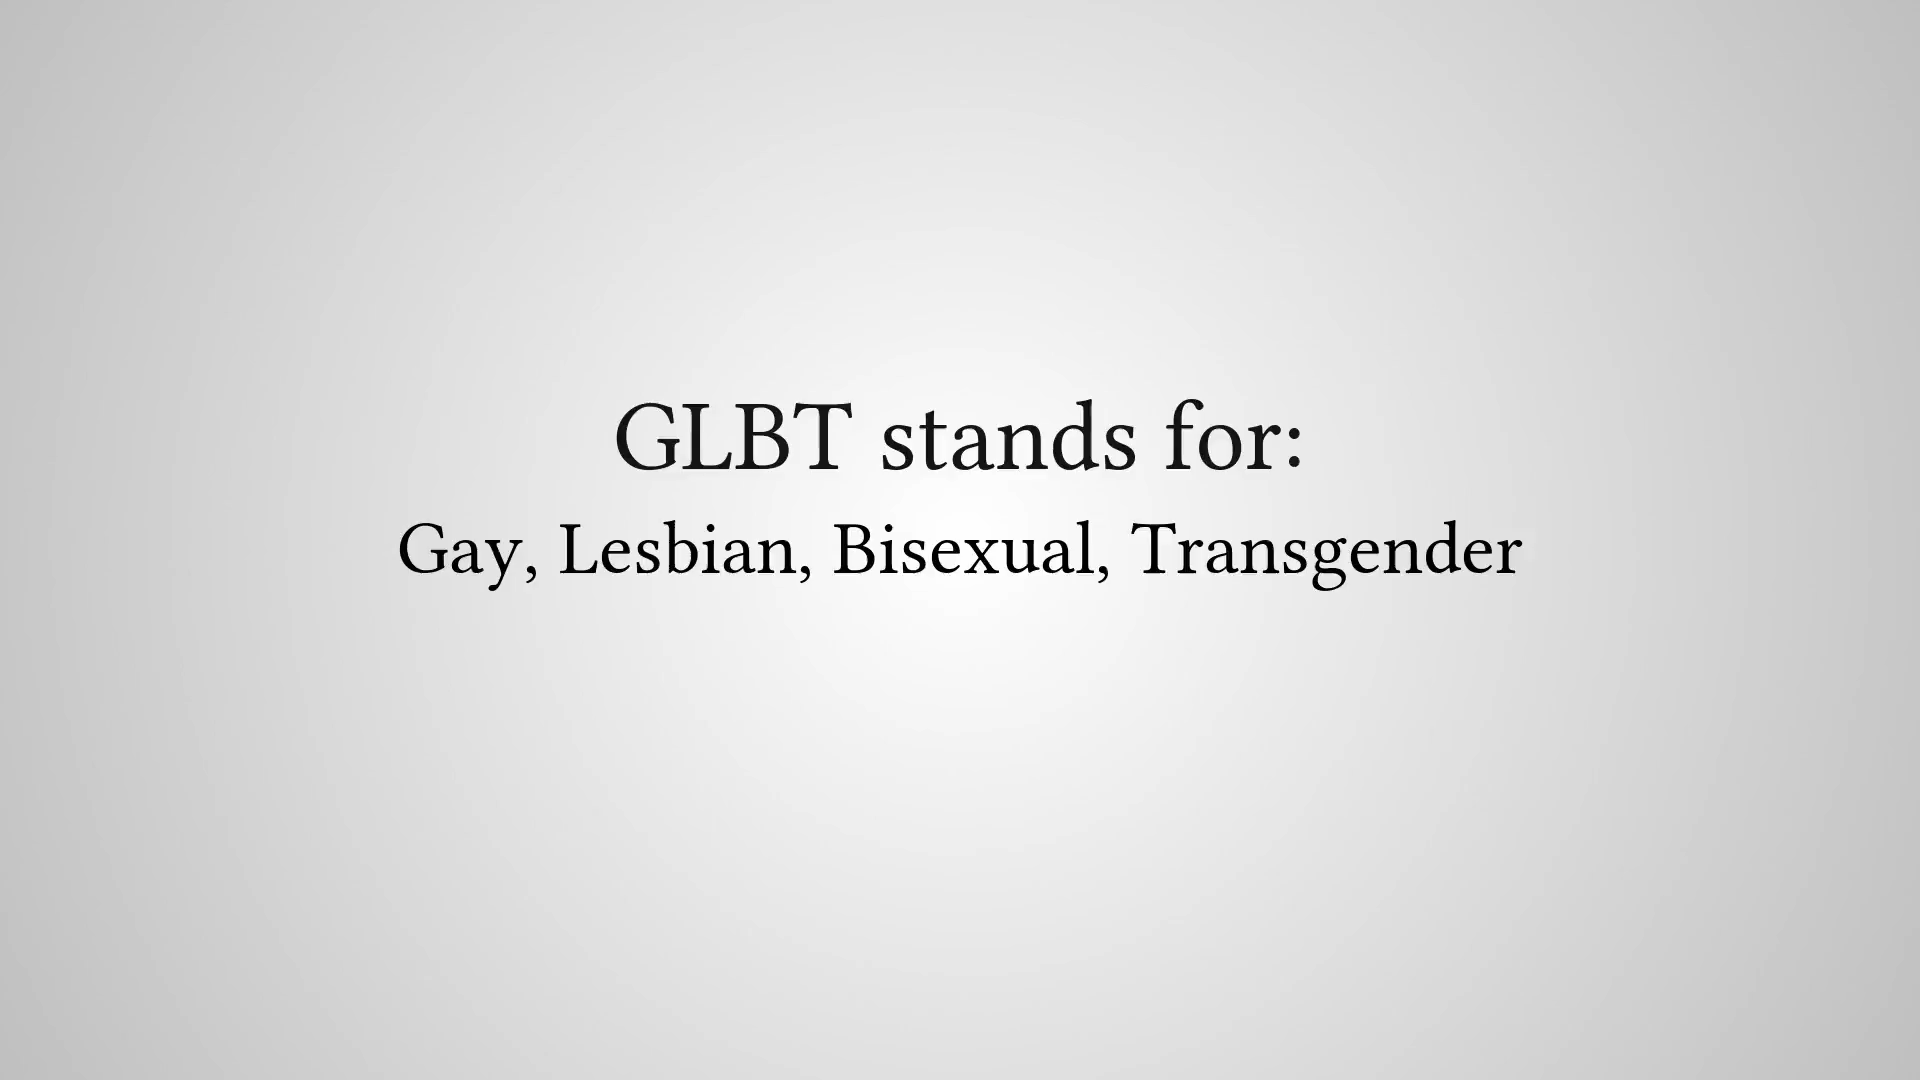 GLBT stands for:
Gay, Lesbian, Bisexual, Transgender